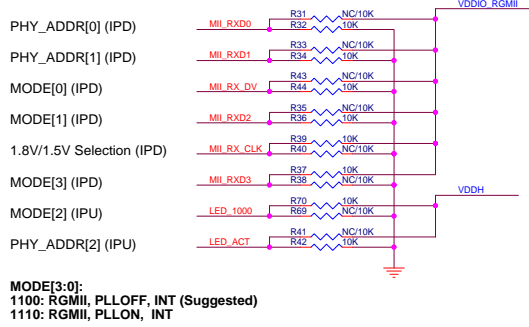 VDDIO_RGMII
PHY_ADDR[0] (IPD) MII_RXD0 R31 NC/10K
R32 10K
PHY_ADDR[1] (IPD) MII_RXD1 R33 NC/10K
R34 10K
MODE[0] (IPD) MII_RX_DV R43 NC/10K
R44 10K
MODE[1] (IPD) MII_RXD2 R35 NC/10K
R36 10K
1.8V/1.5V Selection (IPD) MII_RX_CLK R39 10K
R40 NC/10K
MODE[3] (IPD) MII_RXD3 R37 10K
R38 NC/10K
VDDH
MODE[2] (IPU) LED_1000 R70 10K
R69 NC/10K
PHY_ADDR[2] (IPU) LED_ACT R41 NC/10K
R42 10K
MODE[3:0]:
1100: RGMII, PLLOFF, INT (Suggested)
1110: RGMII, PLLON, INT